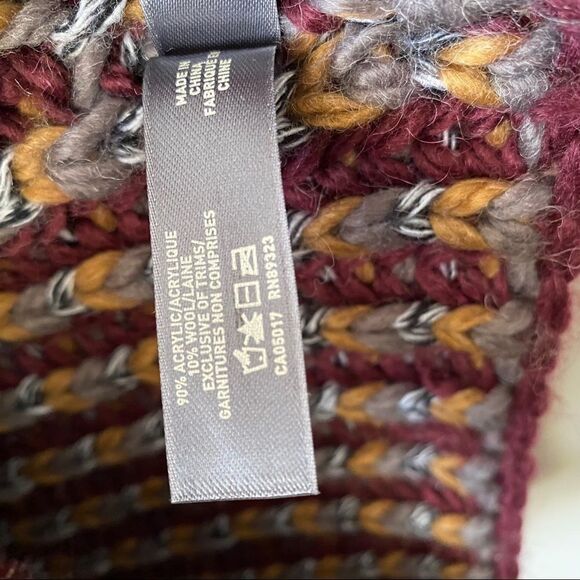 MADE IN
CHINA
FABRIQUÉ EN
CHINE
90% ACRYLIC/ACRYLIQUE
10% WOOL/LAINE
EXCLUSIVE OF TRIMS/
GARNITURES NON COMPRISES
CA05017 RN89323